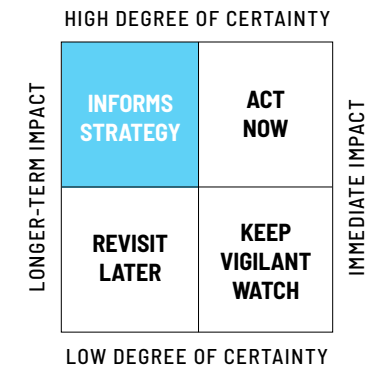 HIGH DEGREE OF CERTAINTY
LONGER-TERM IMPACT
INFORMS
STRATEGY
ACT
NOW
IMMEDIATE IMPACT
REVISIT
LATER
KEEP
VIGILANT
WATCH
LOW DEGREE OF CERTAINTY